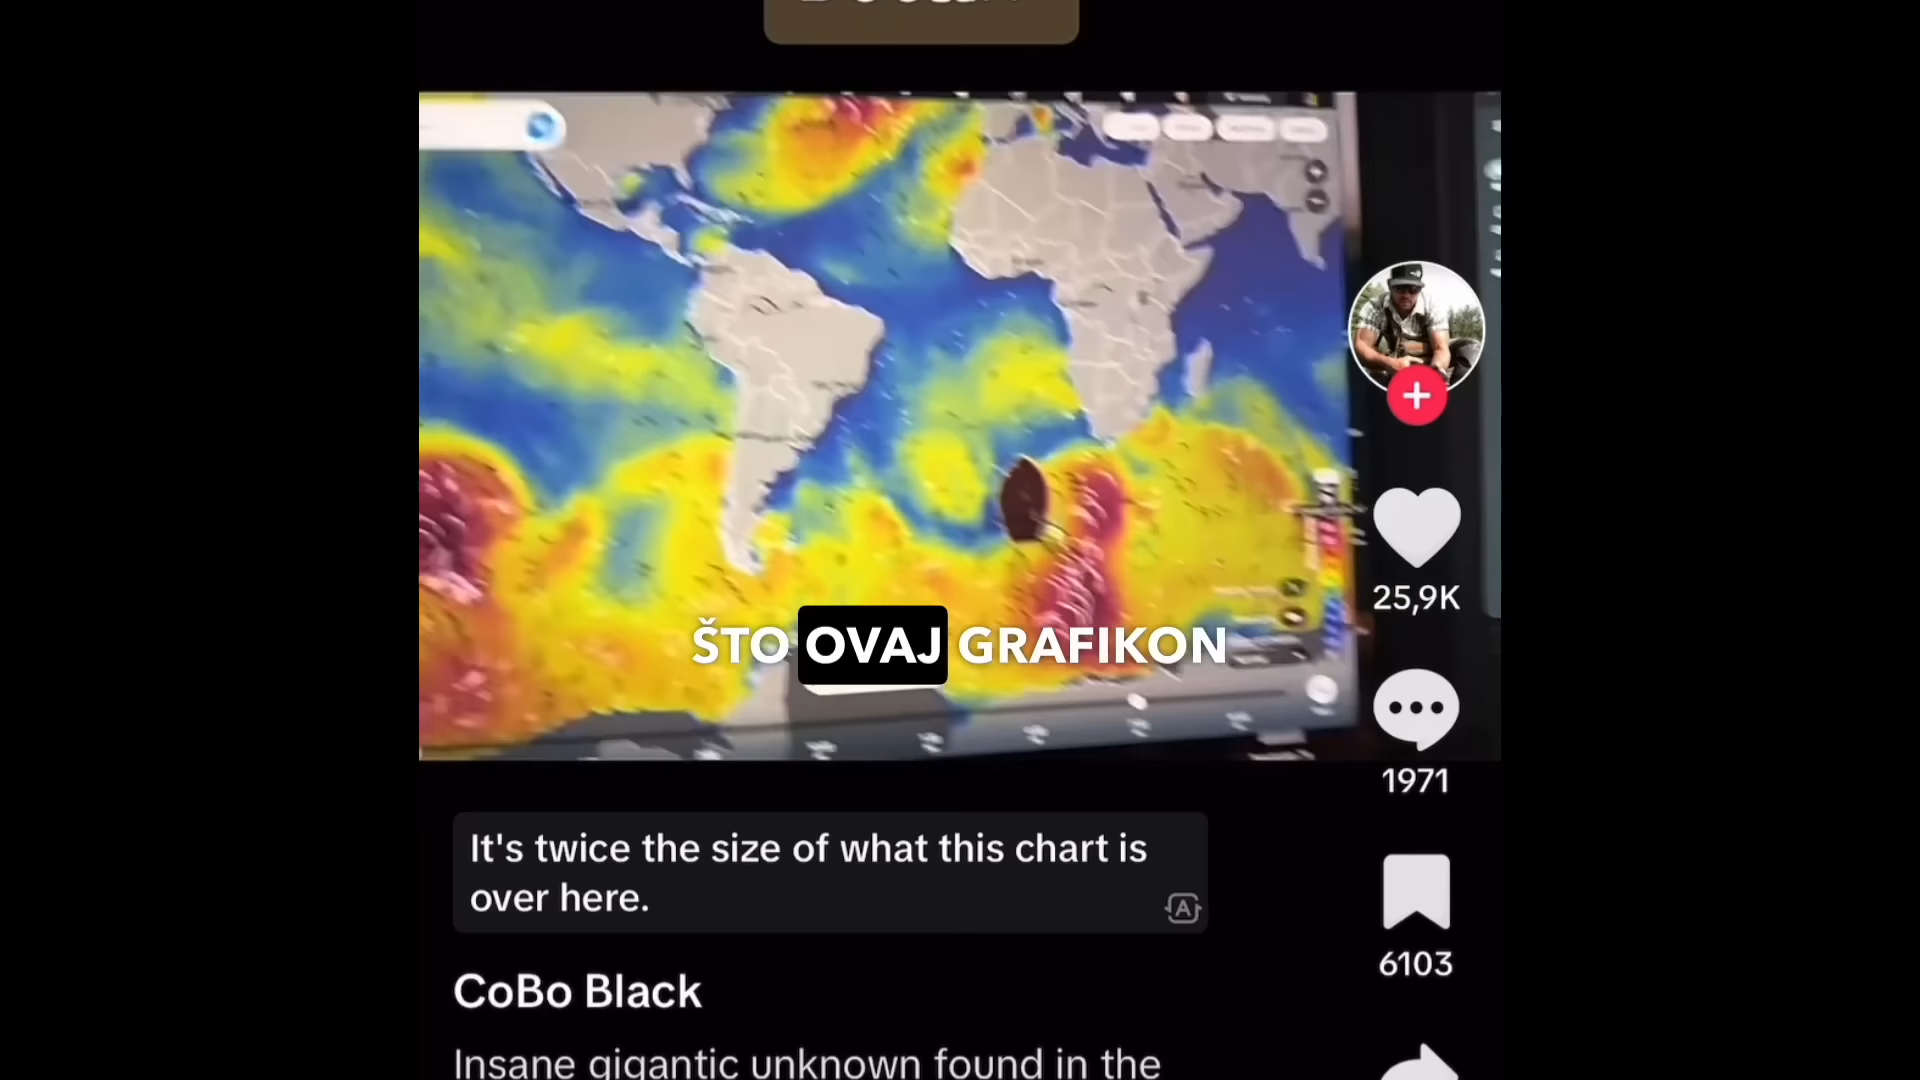 ŠTO OVAJ GRAFIKON
25,9K
1971
It's twice the size of what this chart is
over here.
6103
CoBo Black
Insane gigantic unknown found in the